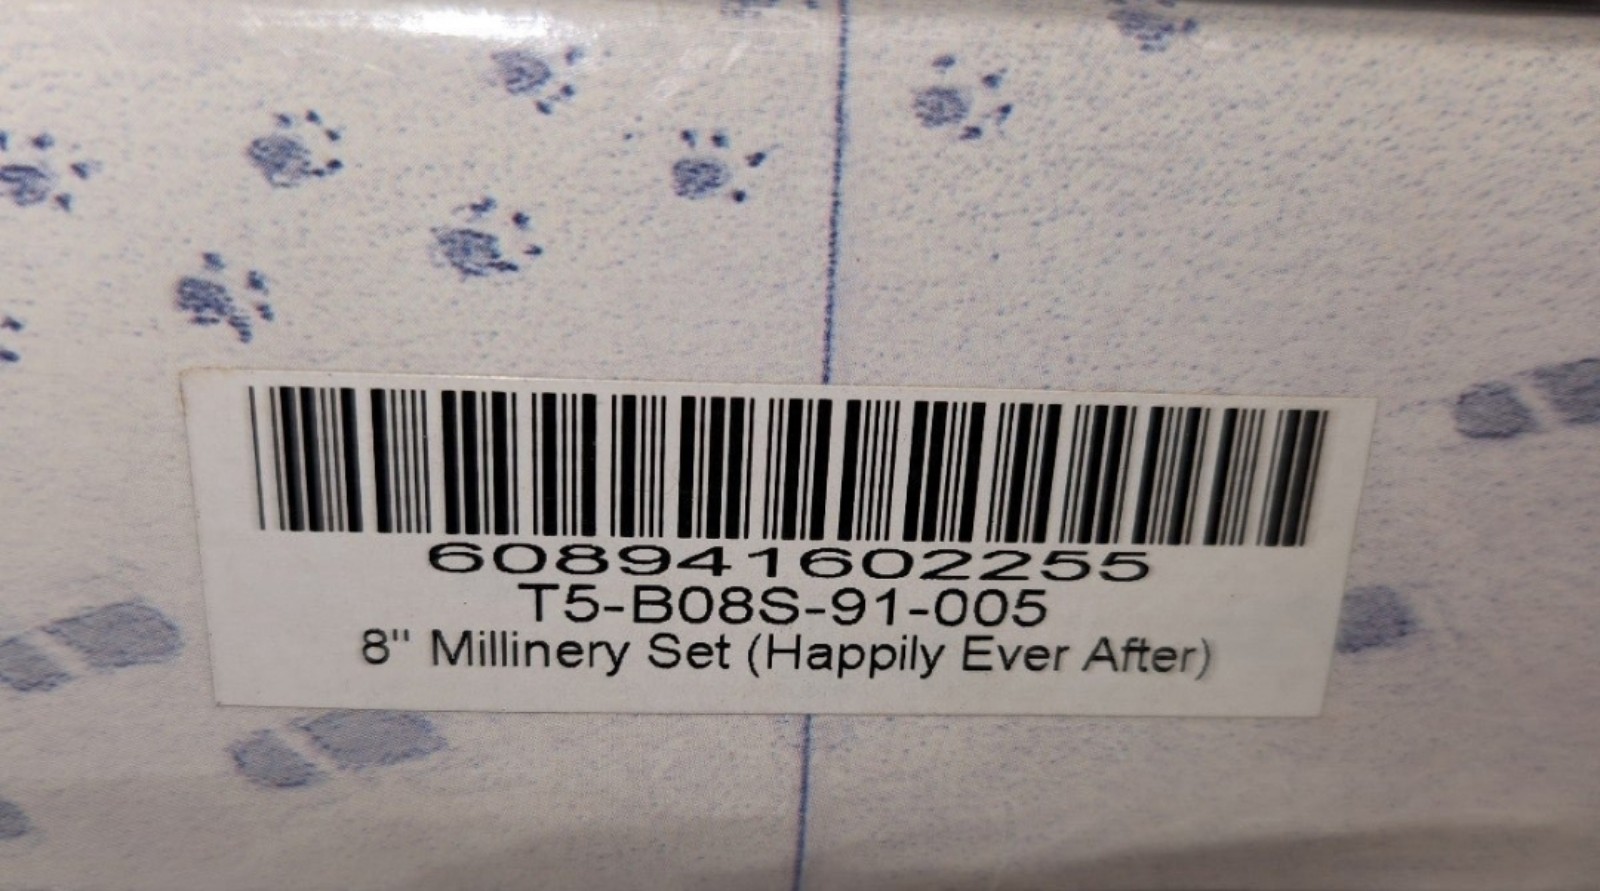 608941602255
T5-B08S-91-005
8" Millinery Set (Happily Ever After)